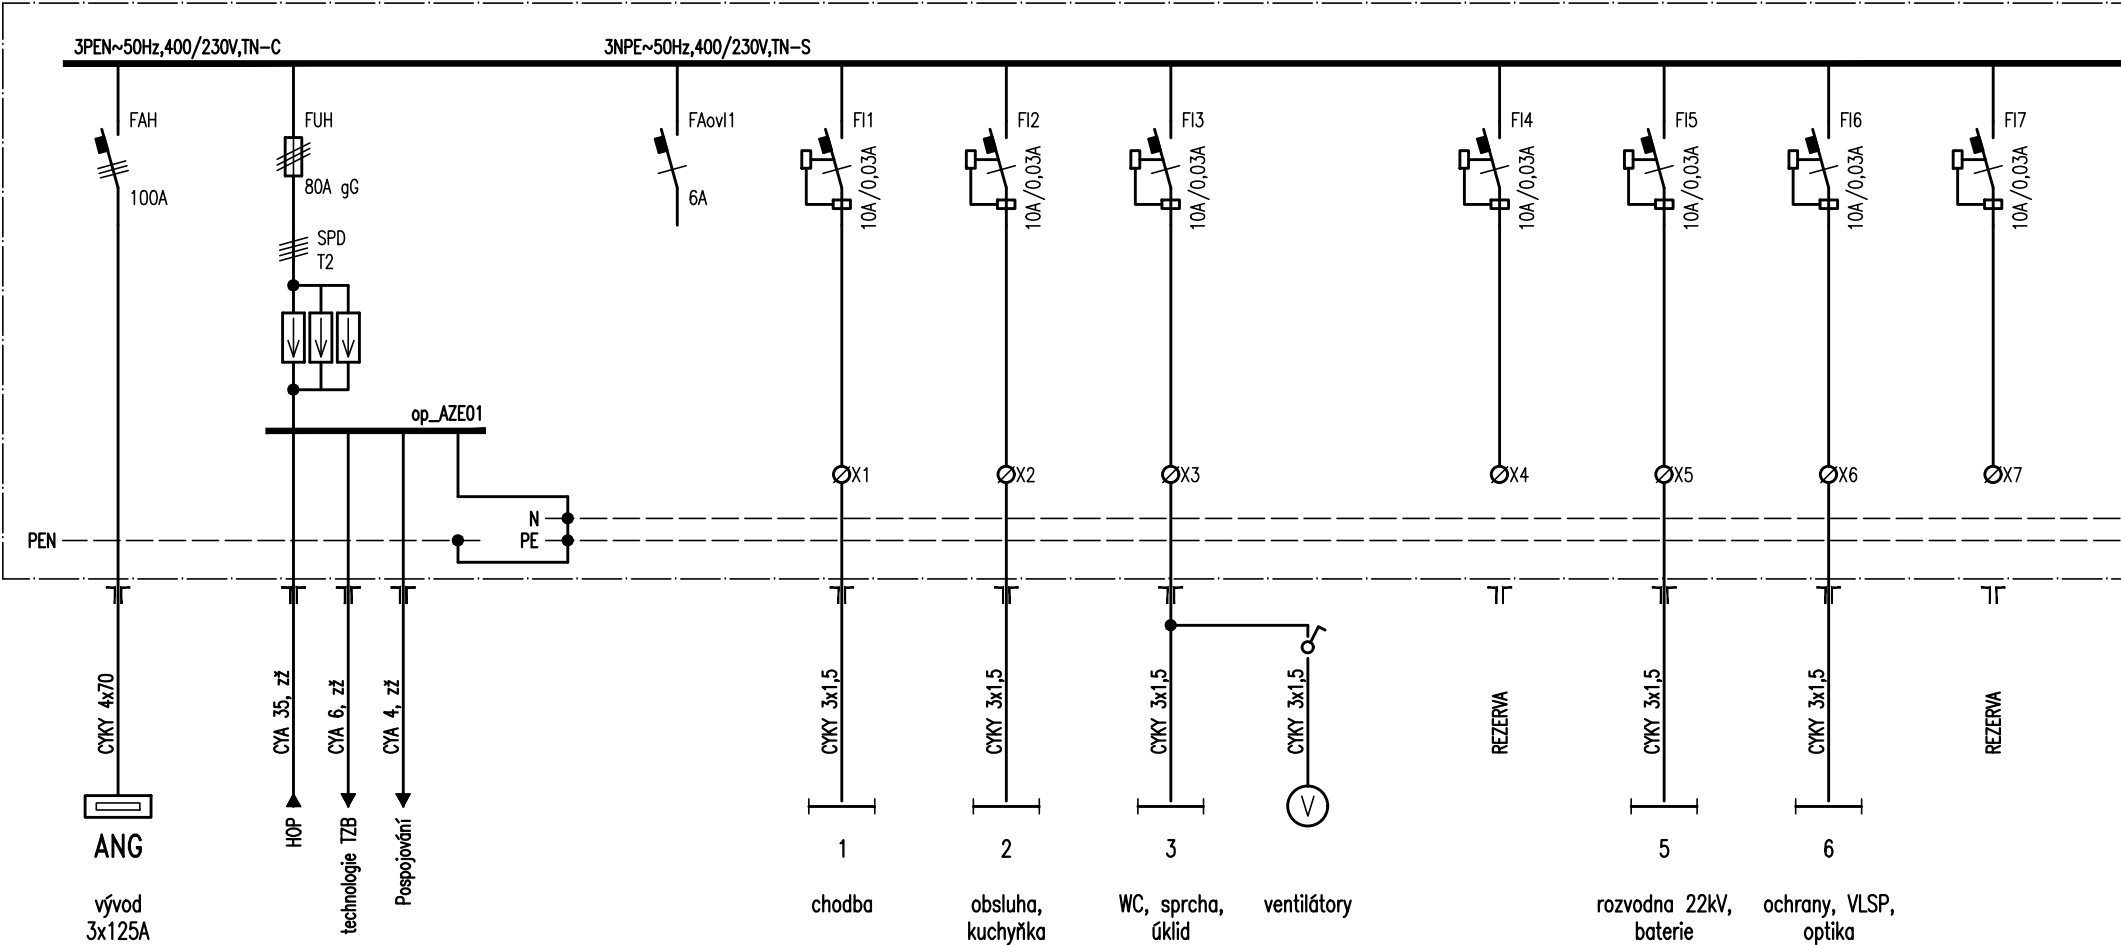 3PEN~50Hz,400/230V,TN-C
3NPE~50Hz,400/230V,TN-S
FAH
100A
FUH
80A gG
SPD
T2
FAovl1
6A
FI1
10A/0,03A
FI2
10A/0,03A
FI3
10A/0,03A
FI4
10A/0,03A
FI5
10A/0,03A
FI6
10A/0,03A
FI7
10A/0,03A
op_AZE01
X1
X2
X3
X4
X5
X6
X7
N
PEN
PE
CYKY 4x70
CYA 35, zž
CYA 6, zž
CYA 4, zž
CYKY 3x1,5
CYKY 3x1,5
CYKY 3x1,5
CYKY 3x1,5
REZERVA
CYKY 3x1,5
CYKY 3x1,5
REZERVA
ANG
vývod
3x125A
HOP
technologie TZB
Pospojování
1
chodba
2
obsluha,
kuchyňka
3
WC, sprcha,
úklid
V
ventilátory
5
rozvodna 22kV,
baterie
6
ochrany, VLSP,
optika